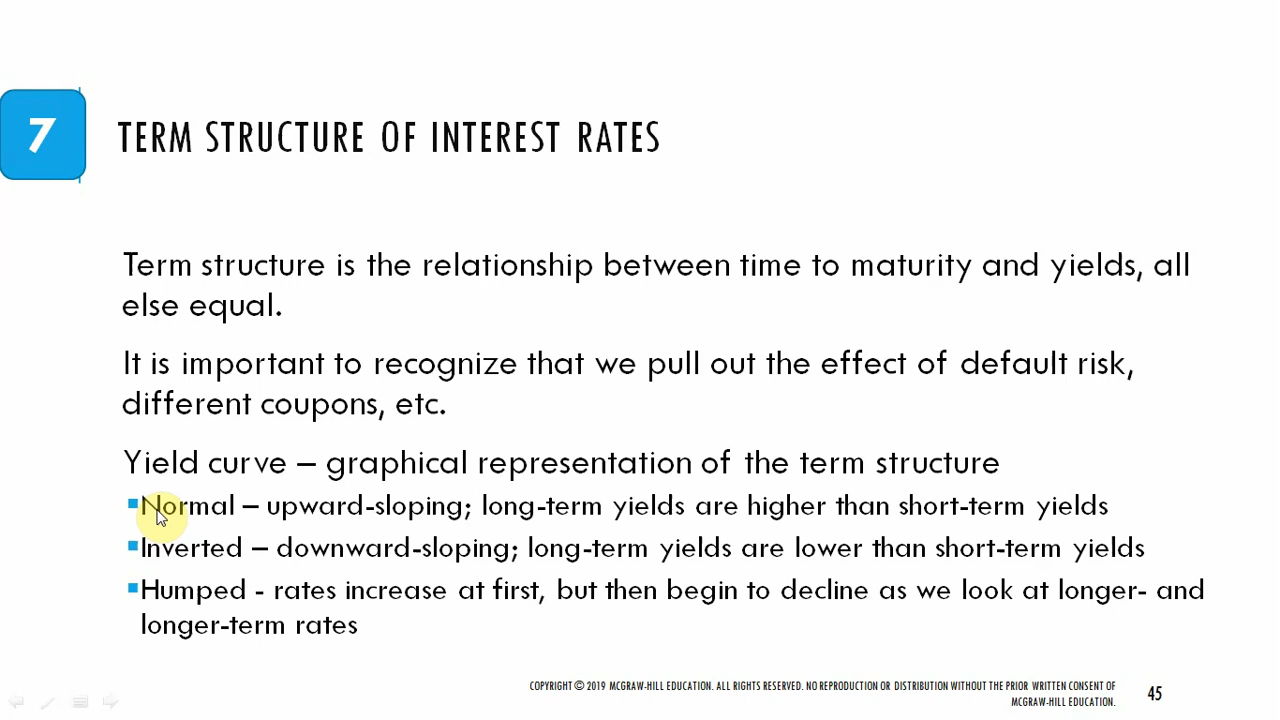 7
TERM STRUCTURE OF INTEREST RATES
Term structure is the relationship between time to maturity and yields, all
else equal.
It is important to recognize that we pull out the effect of default risk,
different coupons, etc.
Yield curve – graphical representation of the term structure
▪Normal – upward-sloping; long-term yields are higher than short-term yields
▪Inverted – downward-sloping; long-term yields are lower than short-term yields
▪Humped - rates increase at first, but then begin to decline as we look at longer- and
longer-term rates
COPYRIGHT © 2019 MCGRAW-HILL EDUCATION. ALL RIGHTS RESERVED. NO REPRODUCTION OR DISTRIBUTION WITHOUT THE PRIOR WRITTEN CONSENT OF
MCGRAW-HILL EDUCATION.
45